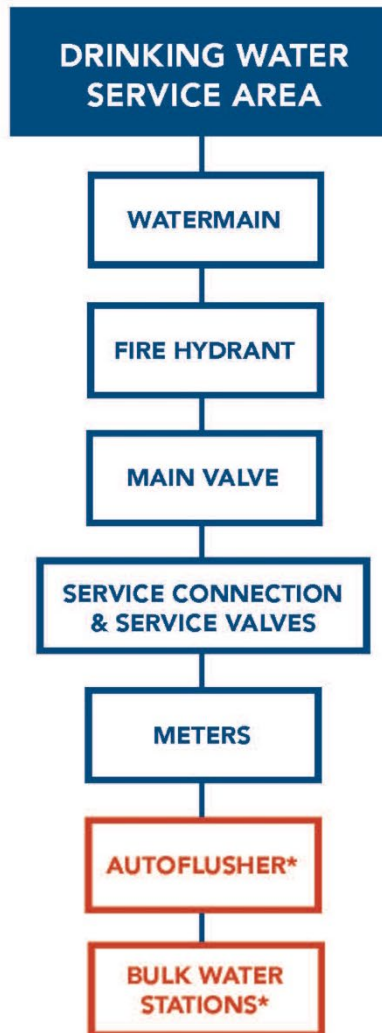 DRINKING WATER
SERVICE AREA
WATERMAIN
FIRE HYDRANT
MAIN VALVE
SERVICE CONNECTION
& SERVICE VALVES
METERS
AUTOFLUSHER*
BULK WATER
STATIONS*